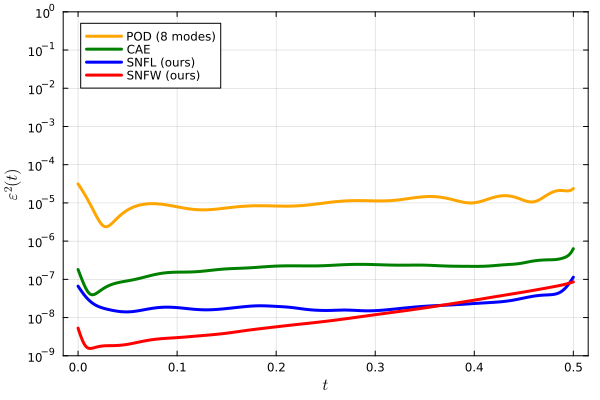 10⁰
10⁻¹
10⁻²
10⁻³
10⁻⁴
10⁻⁵
10⁻⁶
10⁻⁷
10⁻⁸
10⁻⁹
ε²(t)
POD (8 modes)
CAE
SNFL (ours)
SNFW (ours)
0.0 0.1 0.2 0.3 0.4 0.5
t